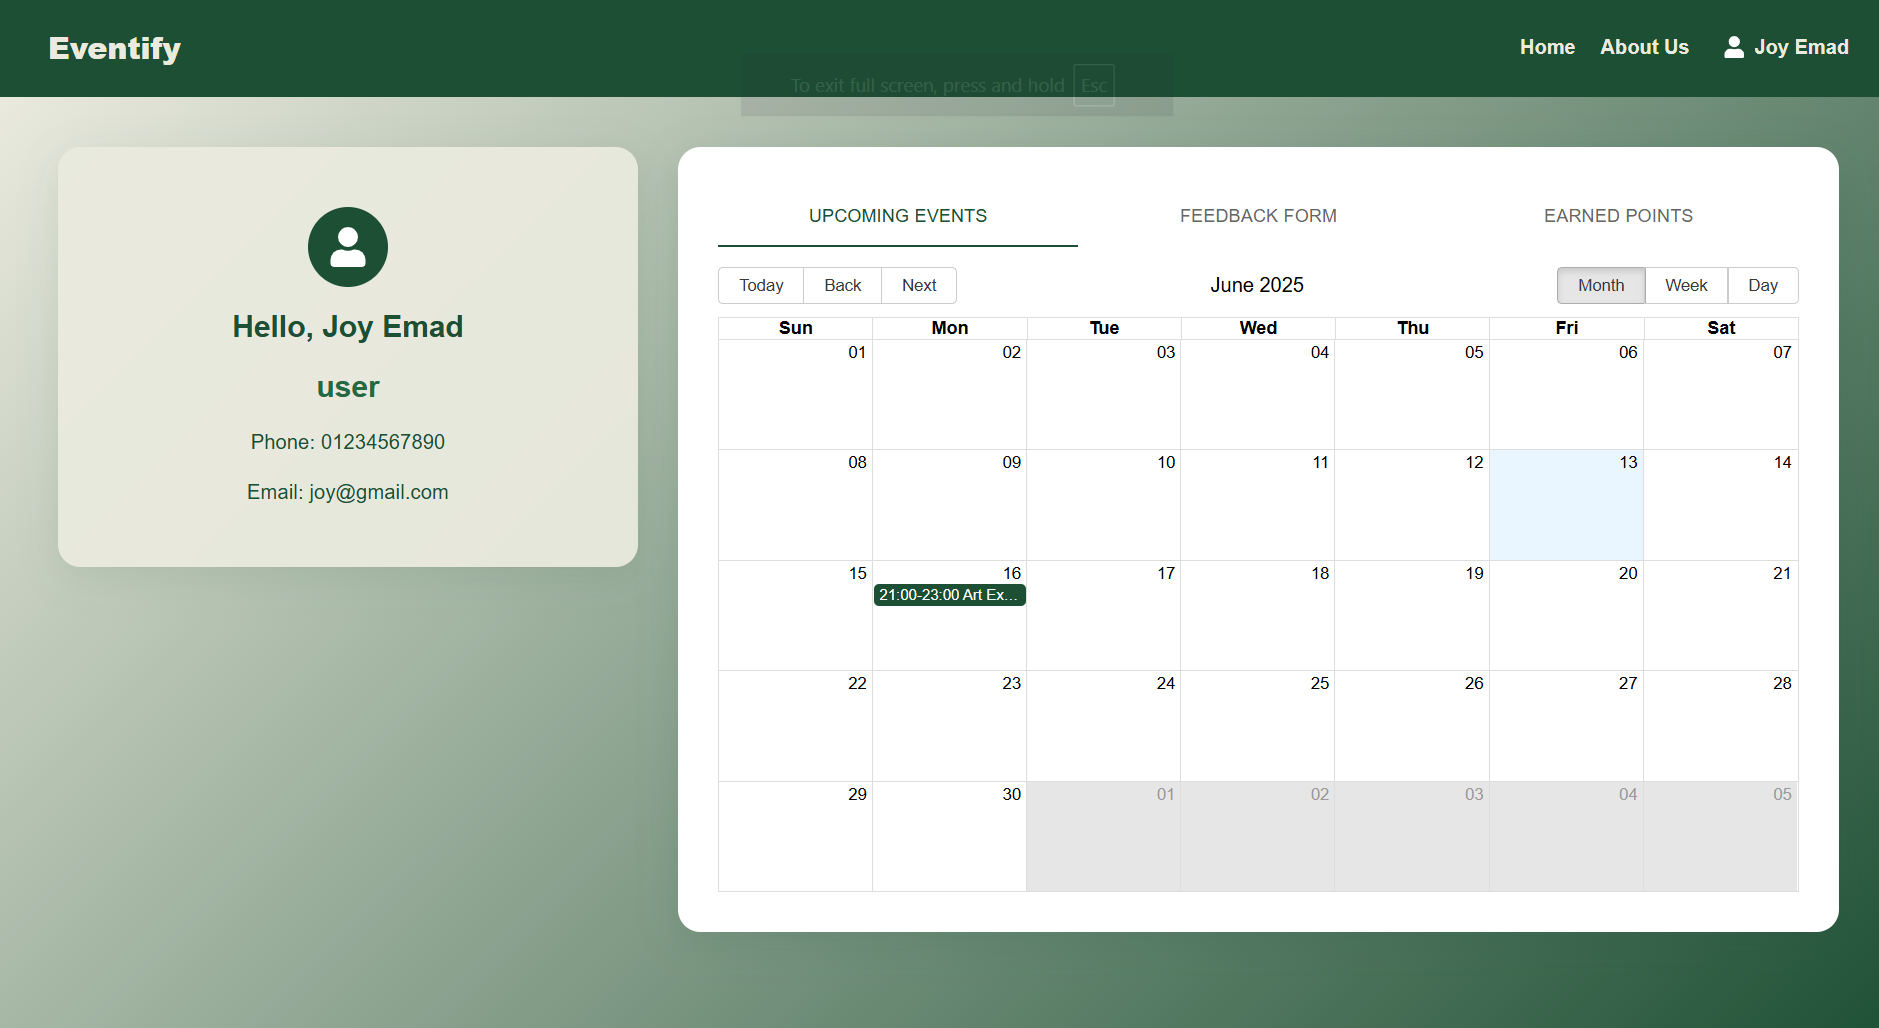 Eventify
Home About Us Joy Emad
To exit full screen, press and hold Esc
Hello, Joy Emad
user
Phone: 01234567890
Email: joy@gmail.com
UPCOMING EVENTS FEEDBACK FORM EARNED POINTS
Today Back Next June 2025 Month Week Day
Sun Mon Tue Wed Thu Fri Sat
01 02 03 04 05 06 07
08 09 10 11 12 13 14
15 16 17 18 19 20 21
21:00-23:00 Art Ex...
22 23 24 25 26 27 28
29 30 01 02 03 04 05